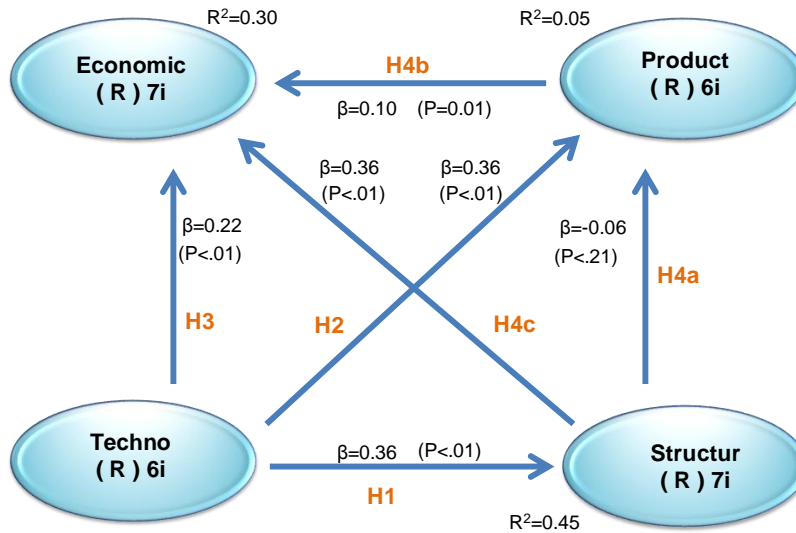 R²=0.30
R²=0.05
Economic
( R ) 7i
H4b
Product
( R ) 6i
β=0.10 (P=0.01)
β=0.36
(P<.01)
β=0.36
(P<.01)
β=0.22
(P<.01)
β=-0.06
(P<.21)
H4a
H3
H2
H4c
Techno
( R ) 6i
β=0.36 (P<.01)
H1
Structur
( R ) 7i
R²=0.45